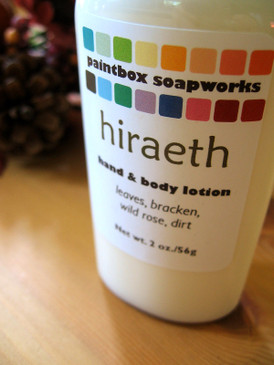 paintbox soapworks
hiraeth
hand & body lotion
leaves, bracken,
wild rose, dirt
Net wt. 2 oz./56g